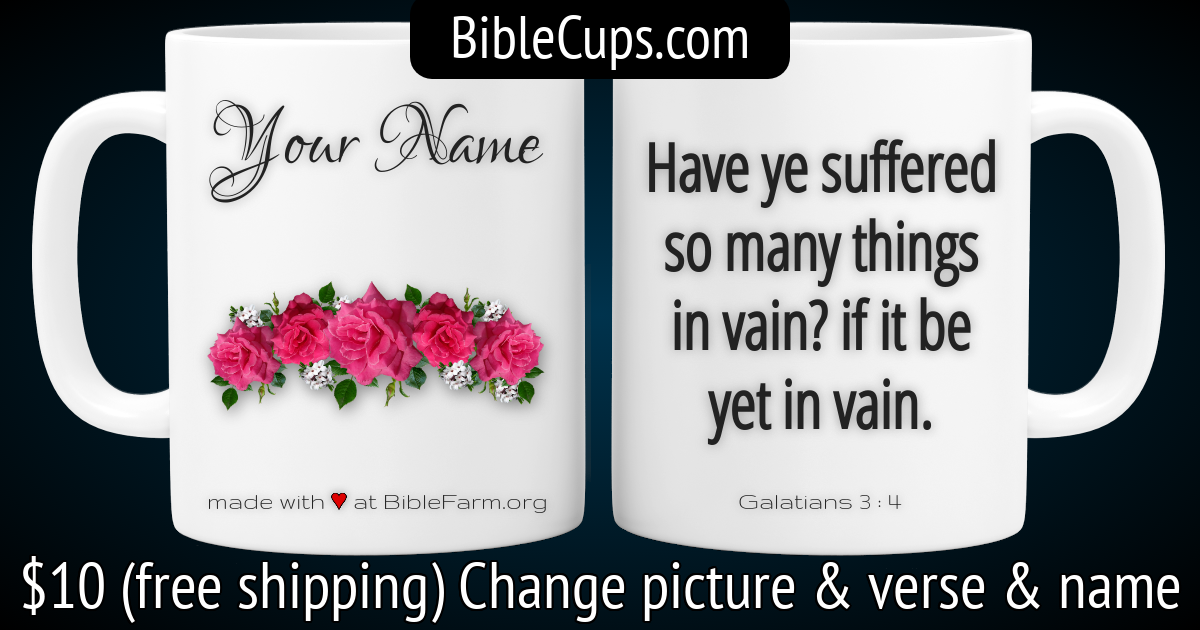 BibleCups.com
Your Name
made with ♥ at BibleFarm.org
Have ye suffered
so many things
in vain? if it be
yet in vain.
Galatians 3 : 4
$10 (free shipping) Change picture & verse & name